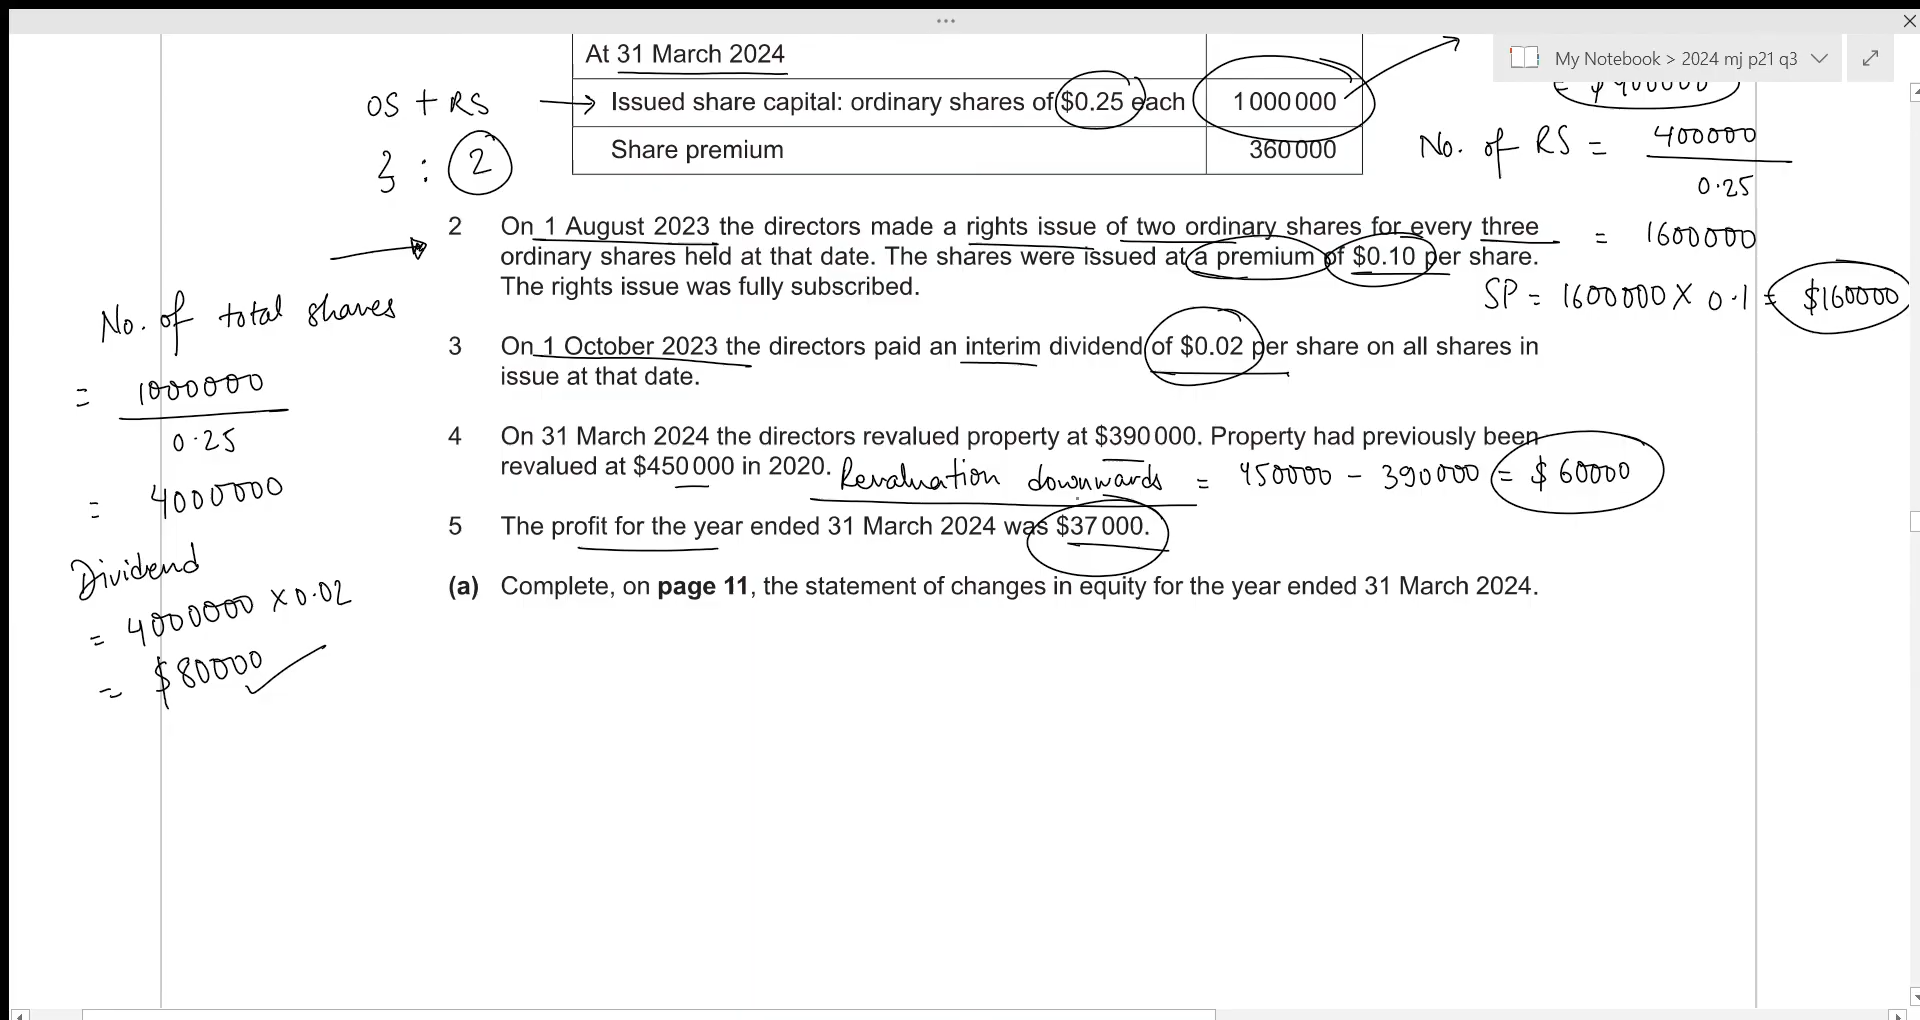 My Notebook > 2024 mj p21 q3
At 31 March 2024
OS + RS → Issued share capital: ordinary shares of $0.25 each 1 000 000
Share premium 360 000
3 : 2
= $400000
No. of RS = 400000
0.25
= 1600000
SP = 1600000 X 0.1 = $160000
2 On 1 August 2023 the directors made a rights issue of two ordinary shares for every three
ordinary shares held at that date. The shares were issued at a premium of $0.10 per share.
The rights issue was fully subscribed.
3 On 1 October 2023 the directors paid an interim dividend of $0.02 per share on all shares in
issue at that date.
4 On 31 March 2024 the directors revalued property at $390 000. Property had previously been
revalued at $450 000 in 2020. Revaluation downwards = 450000 - 390000 = $60000
5 The profit for the year ended 31 March 2024 was $37 000.
(a) Complete, on page 11, the statement of changes in equity for the year ended 31 March 2024.
No. of total shares
= 1000000
0.25
= 4000000
Dividend
= 4000000 X 0.02
= $80000